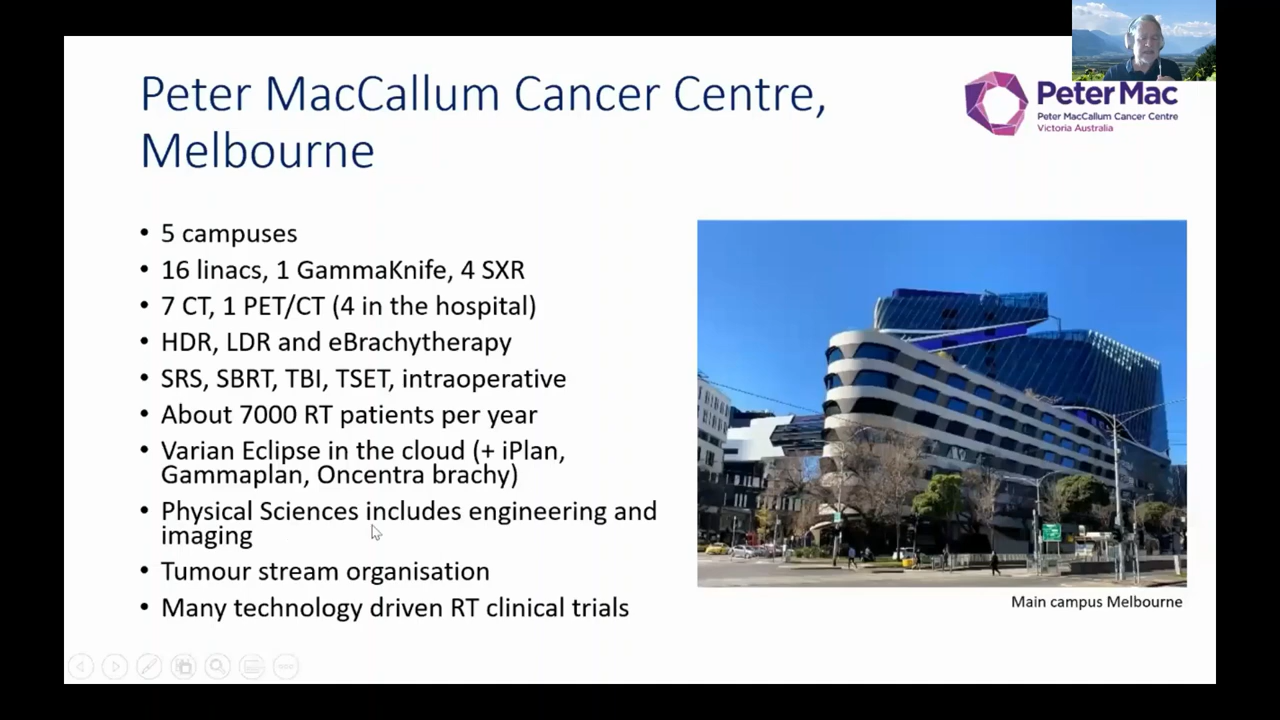 Peter MacCallum Cancer Centre,
Melbourne
Peter Mac
Peter MacCallum Cancer Centre
Victoria Australia
• 5 campuses
• 16 linacs, 1 GammaKnife, 4 SXR
• 7 CT, 1 PET/CT (4 in the hospital)
• HDR, LDR and eBrachytherapy
• SRS, SBRT, TBI, TSET, intraoperative
• About 7000 RT patients per year
• Varian Eclipse in the cloud (+ iPlan,
Gammaplan, Oncentra brachy)
• Physical Sciences includes engineering and
imaging
• Tumour stream organisation
• Many technology driven RT clinical trials
Main campus Melbourne